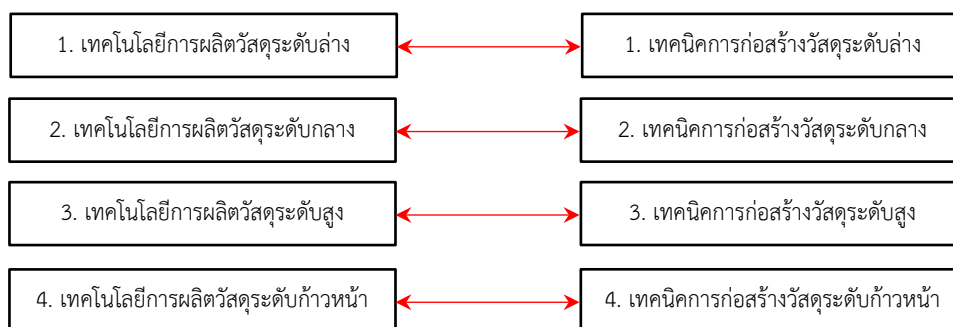 1. เทคโนโลยีการผลิตวัสดุระดับล่าง
1. เทคนิคการก่อสร้างวัสดุระดับล่าง
2. เทคโนโลยีการผลิตวัสดุระดับกลาง
2. เทคนิคการก่อสร้างวัสดุระดับกลาง
3. เทคโนโลยีการผลิตวัสดุระดับสูง
3. เทคนิคการก่อสร้างวัสดุระดับสูง
4. เทคโนโลยีการผลิตวัสดุระดับก้าวหน้า
4. เทคนิคการก่อสร้างวัสดุระดับก้าวหน้า